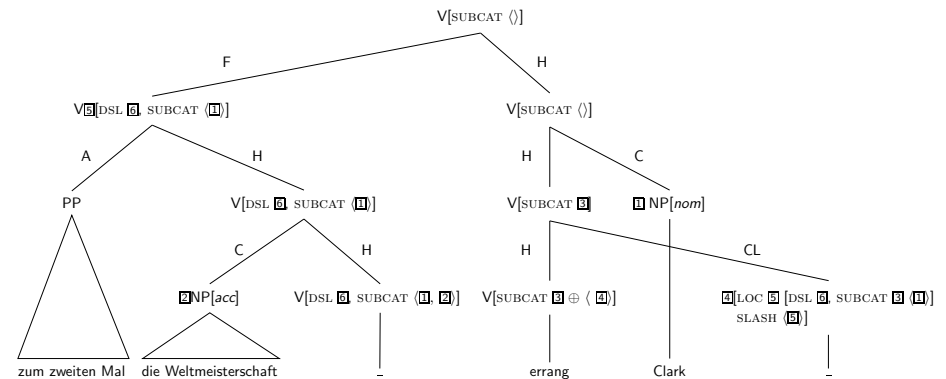 V[SUBCAT ⟨⟩]
F H
V5[DSL 6, SUBCAT ⟨1⟩] V[SUBCAT ⟨⟩]
A H H C
PP V[DSL 6, SUBCAT ⟨1⟩] V[SUBCAT 3] 1 NP[nom]
C H H CL
2NP[acc] V[DSL 6, SUBCAT ⟨1, 2⟩] V[SUBCAT 3 ⊕ ⟨ 4⟩] 4[LOC 5 [DSL 6, SUBCAT 3 ⟨1⟩]
SLASH ⟨5⟩]
zum zweiten Mal die Weltmeisterschaft _ errang Clark _